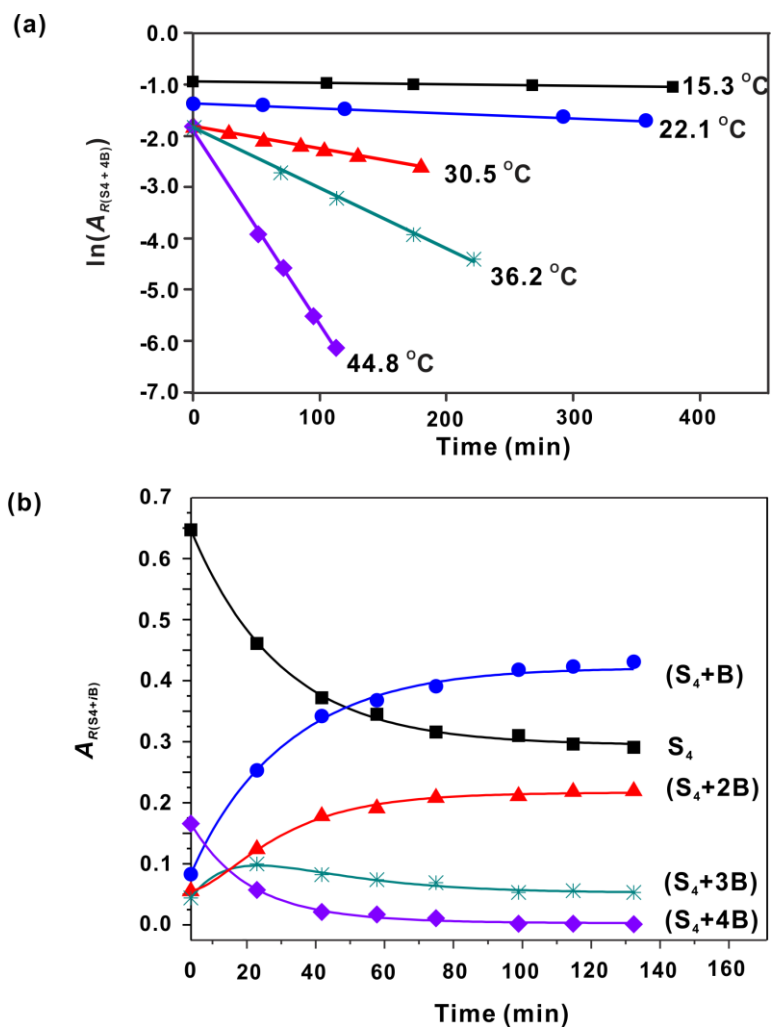 (a)
0.0
-1.0
-2.0
-3.0
-4.0
-5.0
-6.0
-7.0
ln(A_R(S4 + 4B))
15.3 °C
22.1 °C
30.5 °C
36.2 °C
44.8 °C
0 100 200 300 400
Time (min)
(b)
0.7
0.6
0.5
0.4
0.3
0.2
0.1
0.0
A_R(S4+iB)
(S₄+B)
S₄
(S₄+2B)
(S₄+3B)
(S₄+4B)
0 20 40 60 80 100 120 140 160
Time (min)